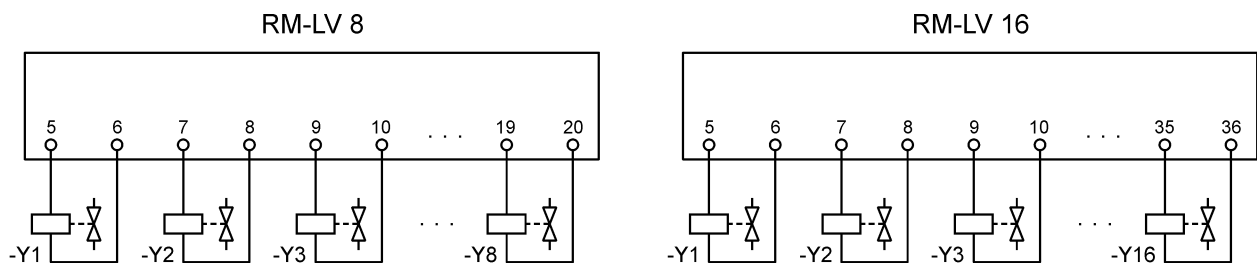 RM-LV 8
5 6 7 8 9 10 . . . 19 20
. . .
-Y1 -Y2 -Y3 -Y8
RM-LV 16
5 6 7 8 9 10 . . . 35 36
. . .
-Y1 -Y2 -Y3 -Y16